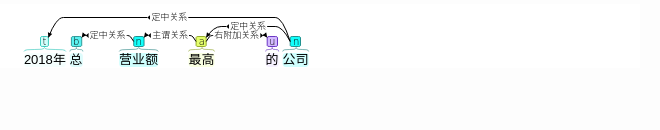 定中关系
定中关系
定中关系 主谓关系 右附加关系
t b n a u n
2018年 总 营业额 最高 的 公司